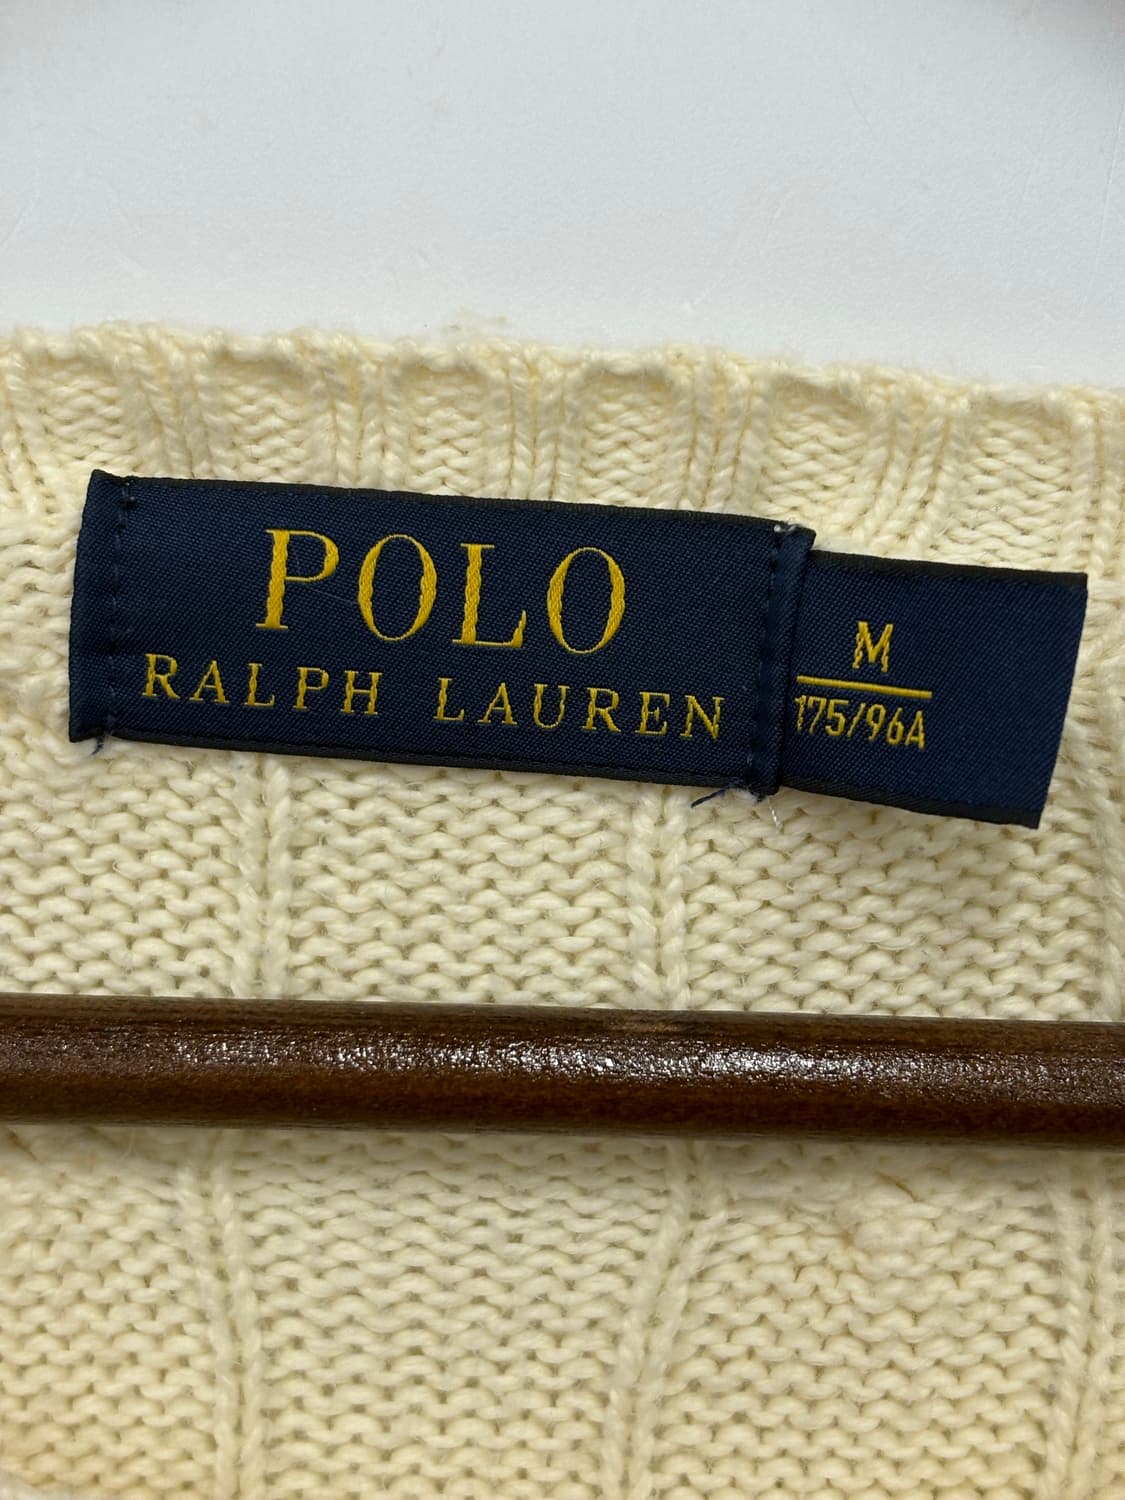 POLO
RALPH LAUREN
M
175/96A